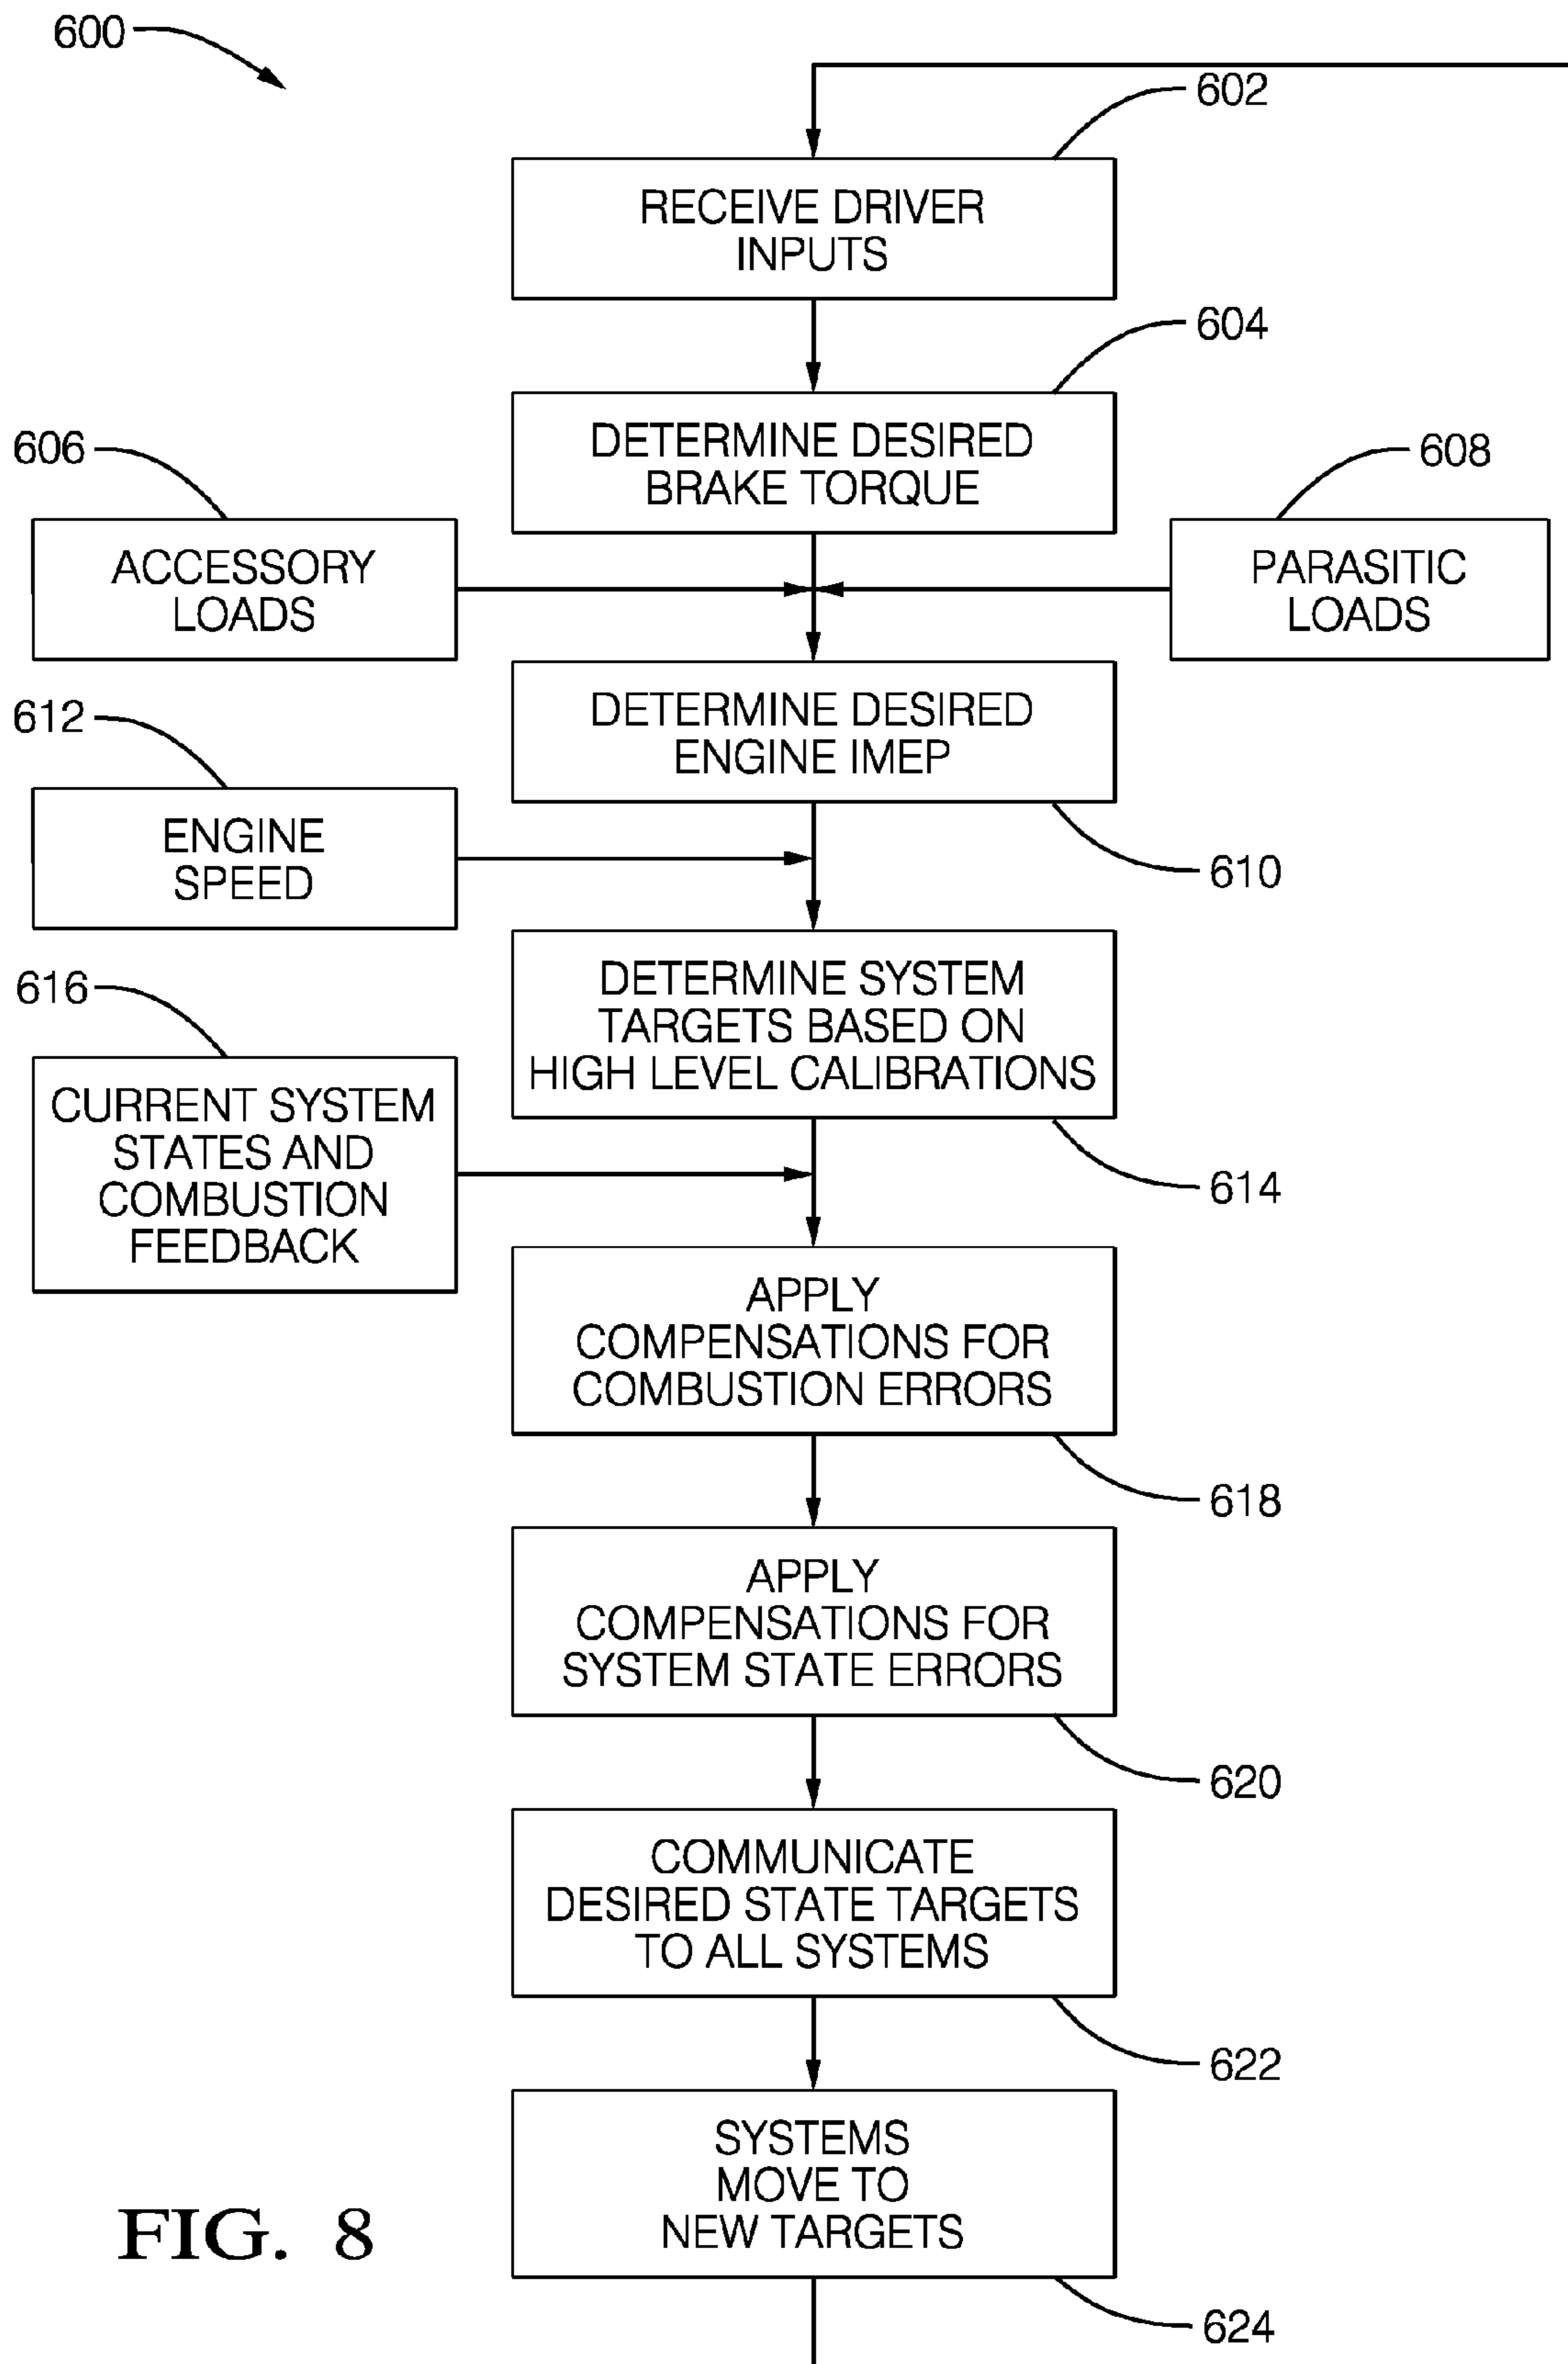 600
602
RECEIVE DRIVER
INPUTS
604
DETERMINE DESIRED
BRAKE TORQUE
606
ACCESSORY
LOADS
608
PARASITIC
LOADS
DETERMINE DESIRED
ENGINE IMEP
610
612
ENGINE
SPEED
DETERMINE SYSTEM
TARGETS BASED ON
HIGH LEVEL CALIBRATIONS
614
616
CURRENT SYSTEM
STATES AND
COMBUSTION
FEEDBACK
APPLY
COMPENSATIONS FOR
COMBUSTION ERRORS
618
APPLY
COMPENSATIONS FOR
SYSTEM STATE ERRORS
620
COMMUNICATE
DESIRED STATE TARGETS
TO ALL SYSTEMS
622
SYSTEMS
MOVE TO
NEW TARGETS
624
FIG. 8